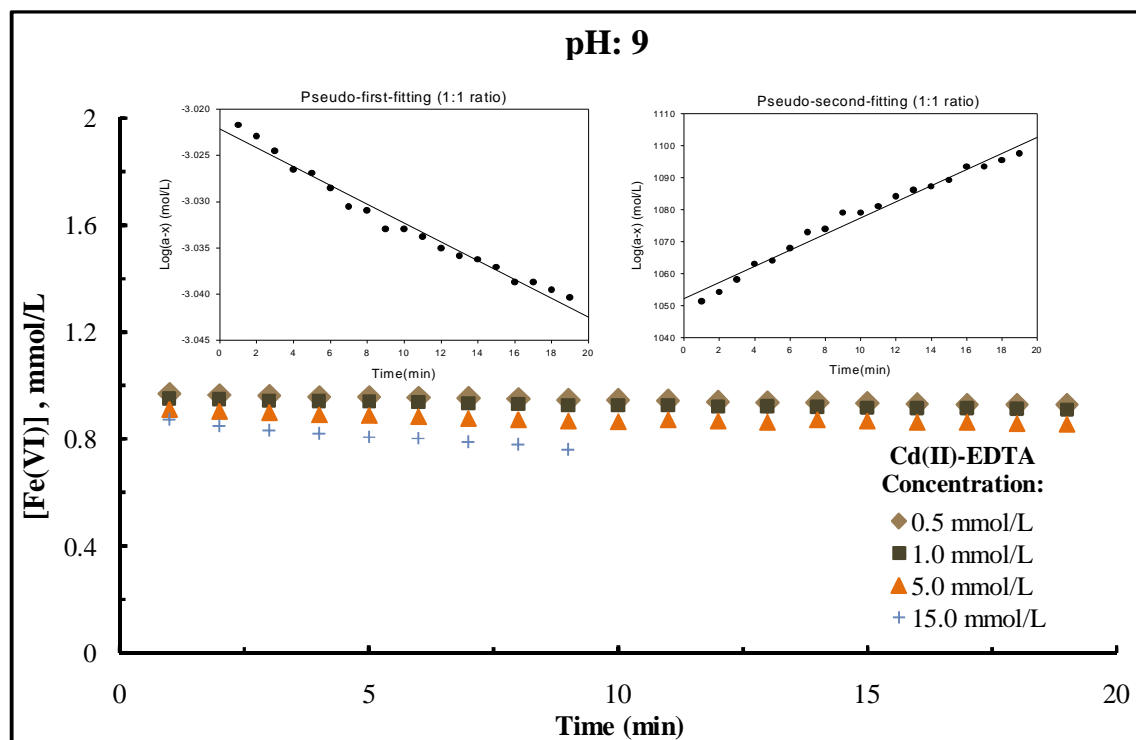 pH: 9
Pseudo-first-fitting (1:1 ratio)
-3.020
-3.025
-3.030
-3.035
-3.040
-3.045
Log(a-x) (mol/L)
0 2 4 6 8 10 12 14 16 18 20
Time(min)
Pseudo-second-fitting (1:1 ratio)
1110
1100
1090
1080
1070
1060
1050
1040
Log(a-x) (mol/L)
0 2 4 6 8 10 12 14 16 18 20
Time(min)
2
1.6
1.2
0.8
0.4
0
[Fe(VI)] , mmol/L
Cd(II)-EDTA
Concentration:
0.5 mmol/L
1.0 mmol/L
5.0 mmol/L
15.0 mmol/L
0 5 10 15 20
Time (min)